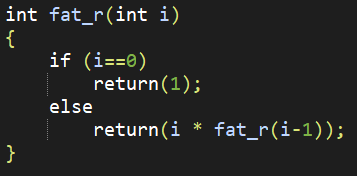 int fat_r(int i)
{
    if (i==0)
        return(1);
    else
        return(i * fat_r(i-1));
}